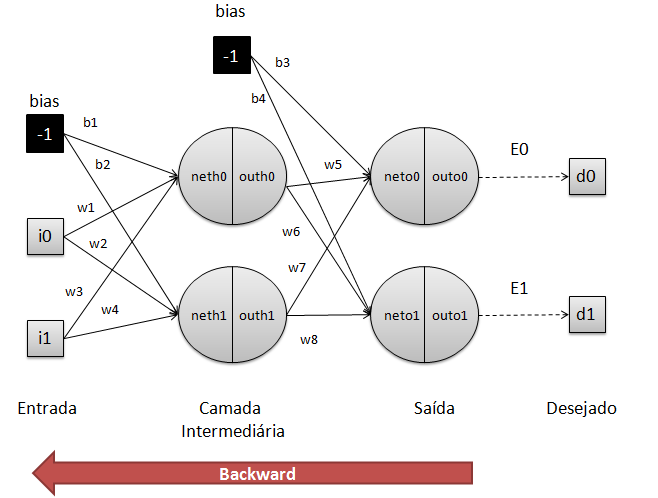 bias
-1
b3
b4
bias
-1
b1
b2
neth0 outh0
w5
neto0 outo0
E0
d0
w1
i0
w2
w6
w7
w3
w4
i1
neth1 outh1
w8
neto1 outo1
E1
d1
Entrada
Camada
Intermediária
Saída
Desejado
Backward